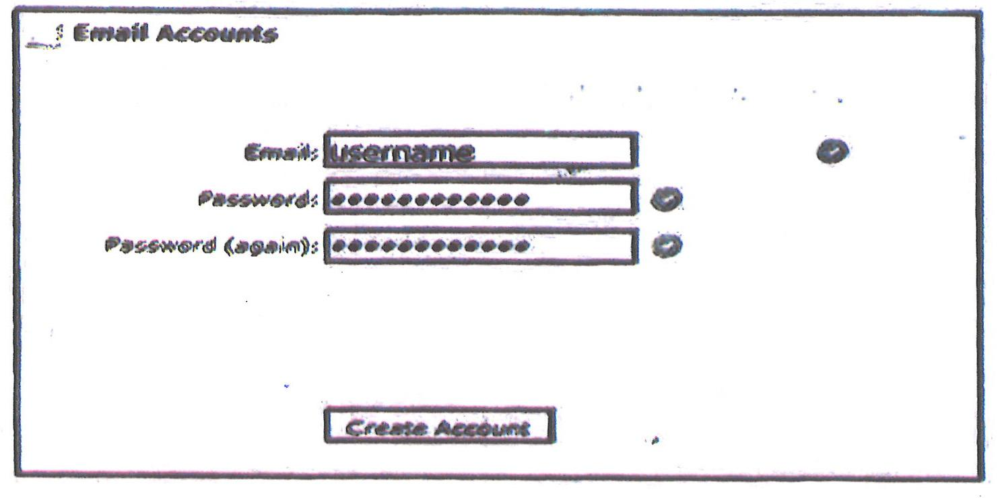 Email Accounts
Email: username
Password: ●●●●●●●●●●●●
Password (again): ●●●●●●●●●●●●
Create Account